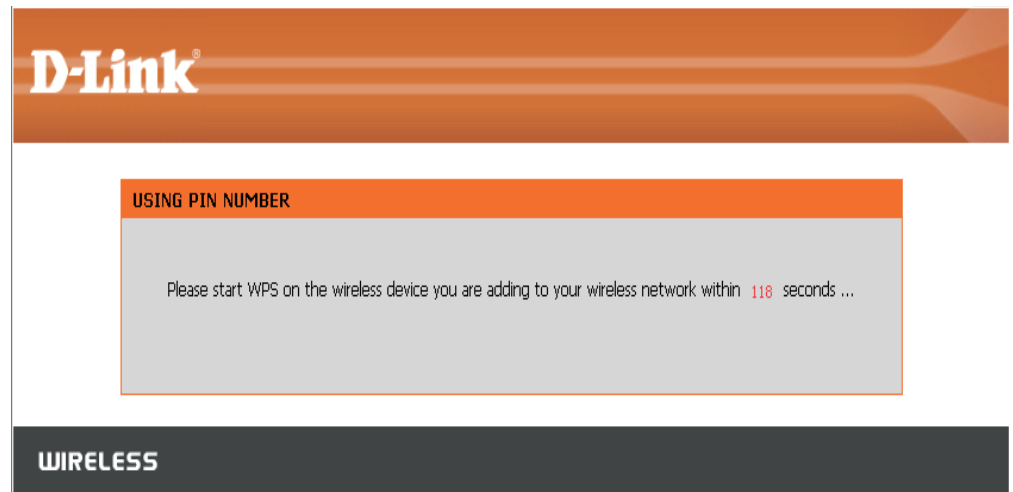 D-Link®
USING PIN NUMBER
Please start WPS on the wireless device you are adding to your wireless network within 118 seconds ...
WIRELESS